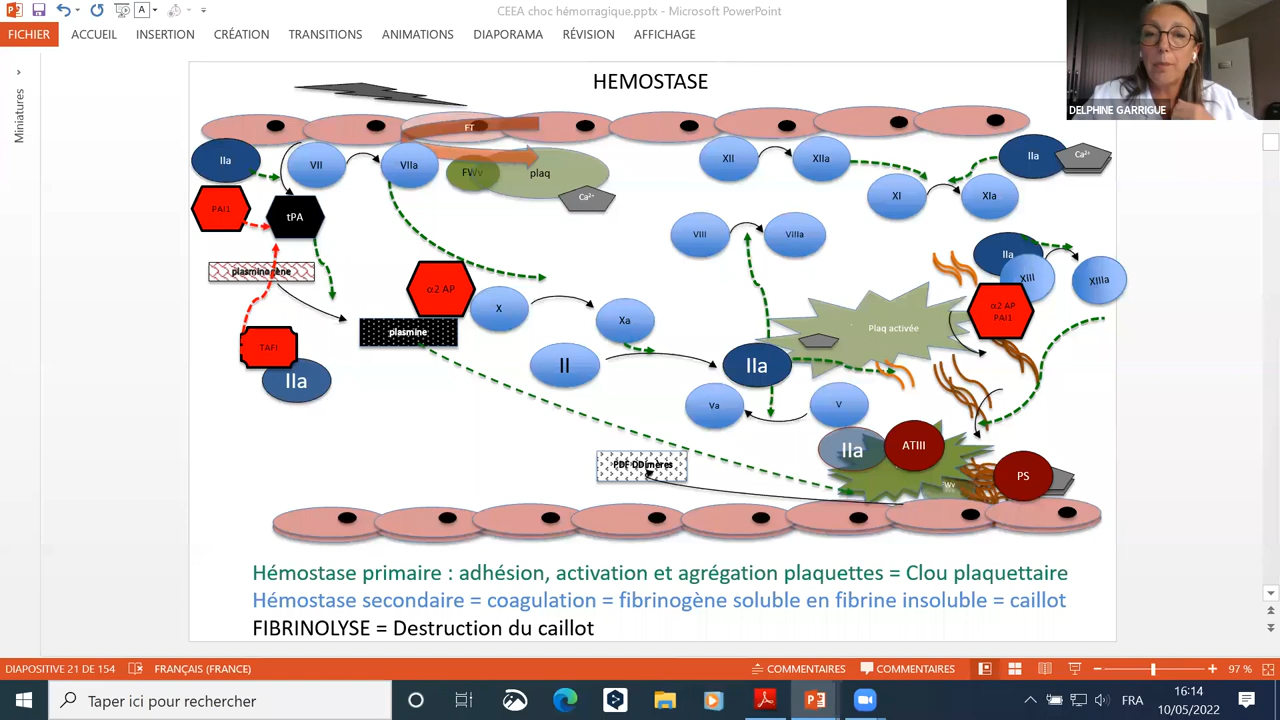 CEEA choc hémorragique.pptx - Microsoft PowerPoint
FICHIER ACCUEIL INSERTION CRÉATION TRANSITIONS ANIMATIONS DIAPORAMA RÉVISION AFFICHAGE
Miniatures
DELPHINE GARRIGUE
HEMOSTASE
FT
IIa VII VIIa FWv plaq Ca²⁺
XII XIIa IIa Ca²⁺
XI XIa
PAI1 tPA
VIII VIIIa
plasminogène
IIa XIII XIIIa
α2 AP X
α2 AP
PAI1
Xa
plasmine
Plaq activée
TAFI
IIa
II IIa
Va V
IIa ATIII
PDF DDimères
PS
FWv
Hémostase primaire : adhésion, activation et agrégation plaquettes = Clou plaquettaire
Hémostase secondaire = coagulation = fibrinogène soluble en fibrine insoluble = caillot
FIBRINOLYSE = Destruction du caillot
DIAPOSITIVE 21 DE 154 FRANÇAIS (FRANCE) COMMENTAIRES COMMENTAIRES 97 %
Taper ici pour rechercher
FRA
16:14
10/05/2022